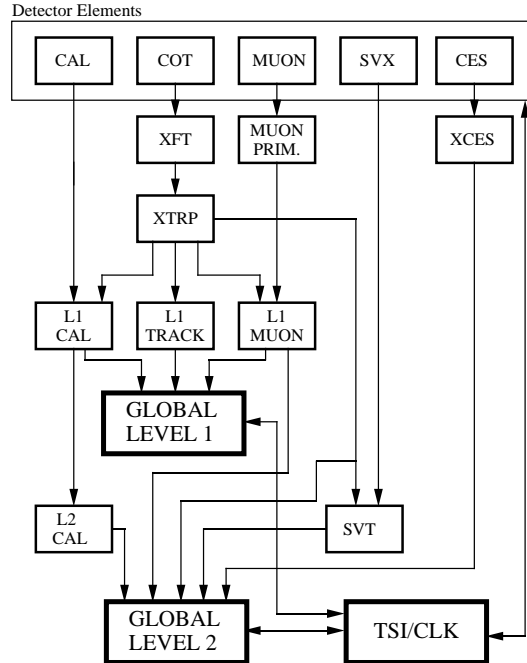 Detector Elements
CAL
COT
MUON
SVX
CES
XFT
MUON
PRIM.
XCES
XTRP
L1
CAL
L1
TRACK
L1
MUON
GLOBAL
LEVEL 1
L2
CAL
SVT
GLOBAL
LEVEL 2
TSI/CLK